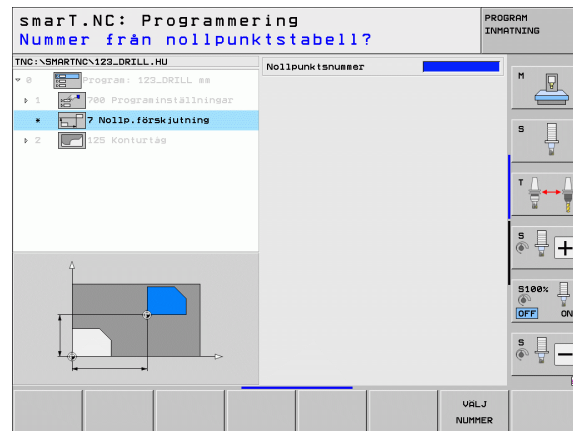 smarT.NC: Programmering
Nummer från nollpunktstabell?
PROGRAM
INMATNING
TNC:\SMARTNC\123_DRILL.HU
0 Program: 123_DRILL mm
1 700 Programinställningar
* 7 Nollp.förskjutning
2 125 Konturtåg
Nollpunktsnummer
M
S
T
S
S100%
OFF ON
S
VÄLJ
NUMMER